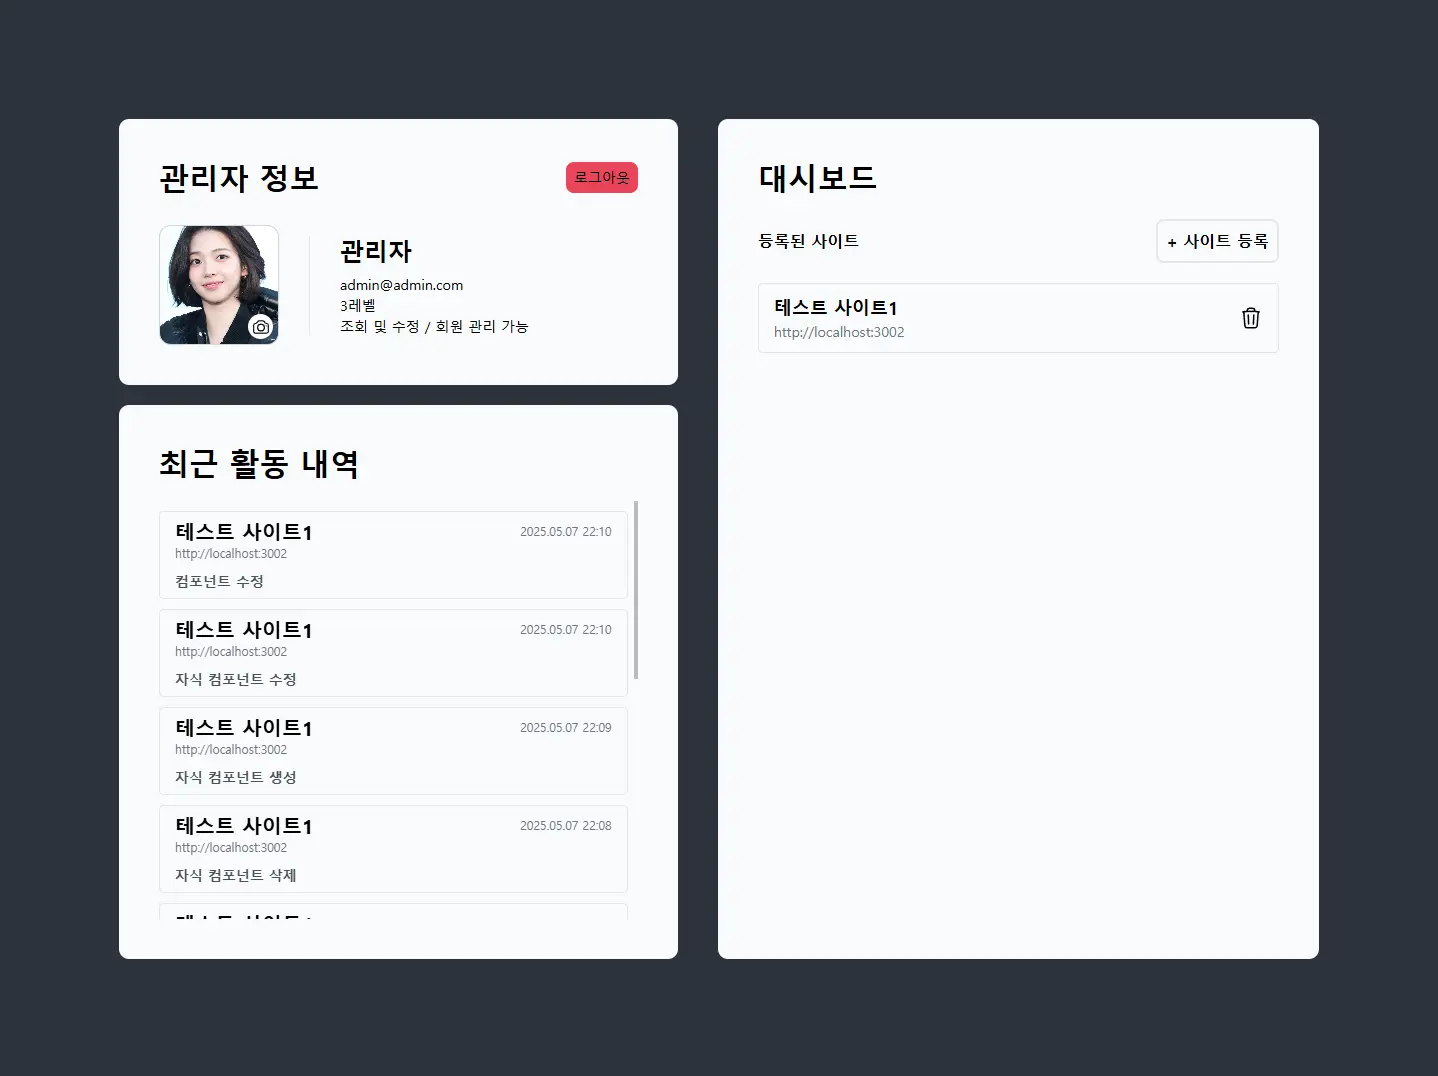 관리자 정보
로그아웃
관리자
admin@admin.com
3레벨
조회 및 수정 / 회원 관리 가능
최근 활동 내역
테스트 사이트1
2025.05.07 22:10
http://localhost:3002
컴포넌트 수정
테스트 사이트1
2025.05.07 22:10
http://localhost:3002
자식 컴포넌트 수정
테스트 사이트1
2025.05.07 22:09
http://localhost:3002
자식 컴포넌트 생성
테스트 사이트1
2025.05.07 22:08
http://localhost:3002
자식 컴포넌트 삭제
대시보드
등록된 사이트
+ 사이트 등록
테스트 사이트1
http://localhost:3002